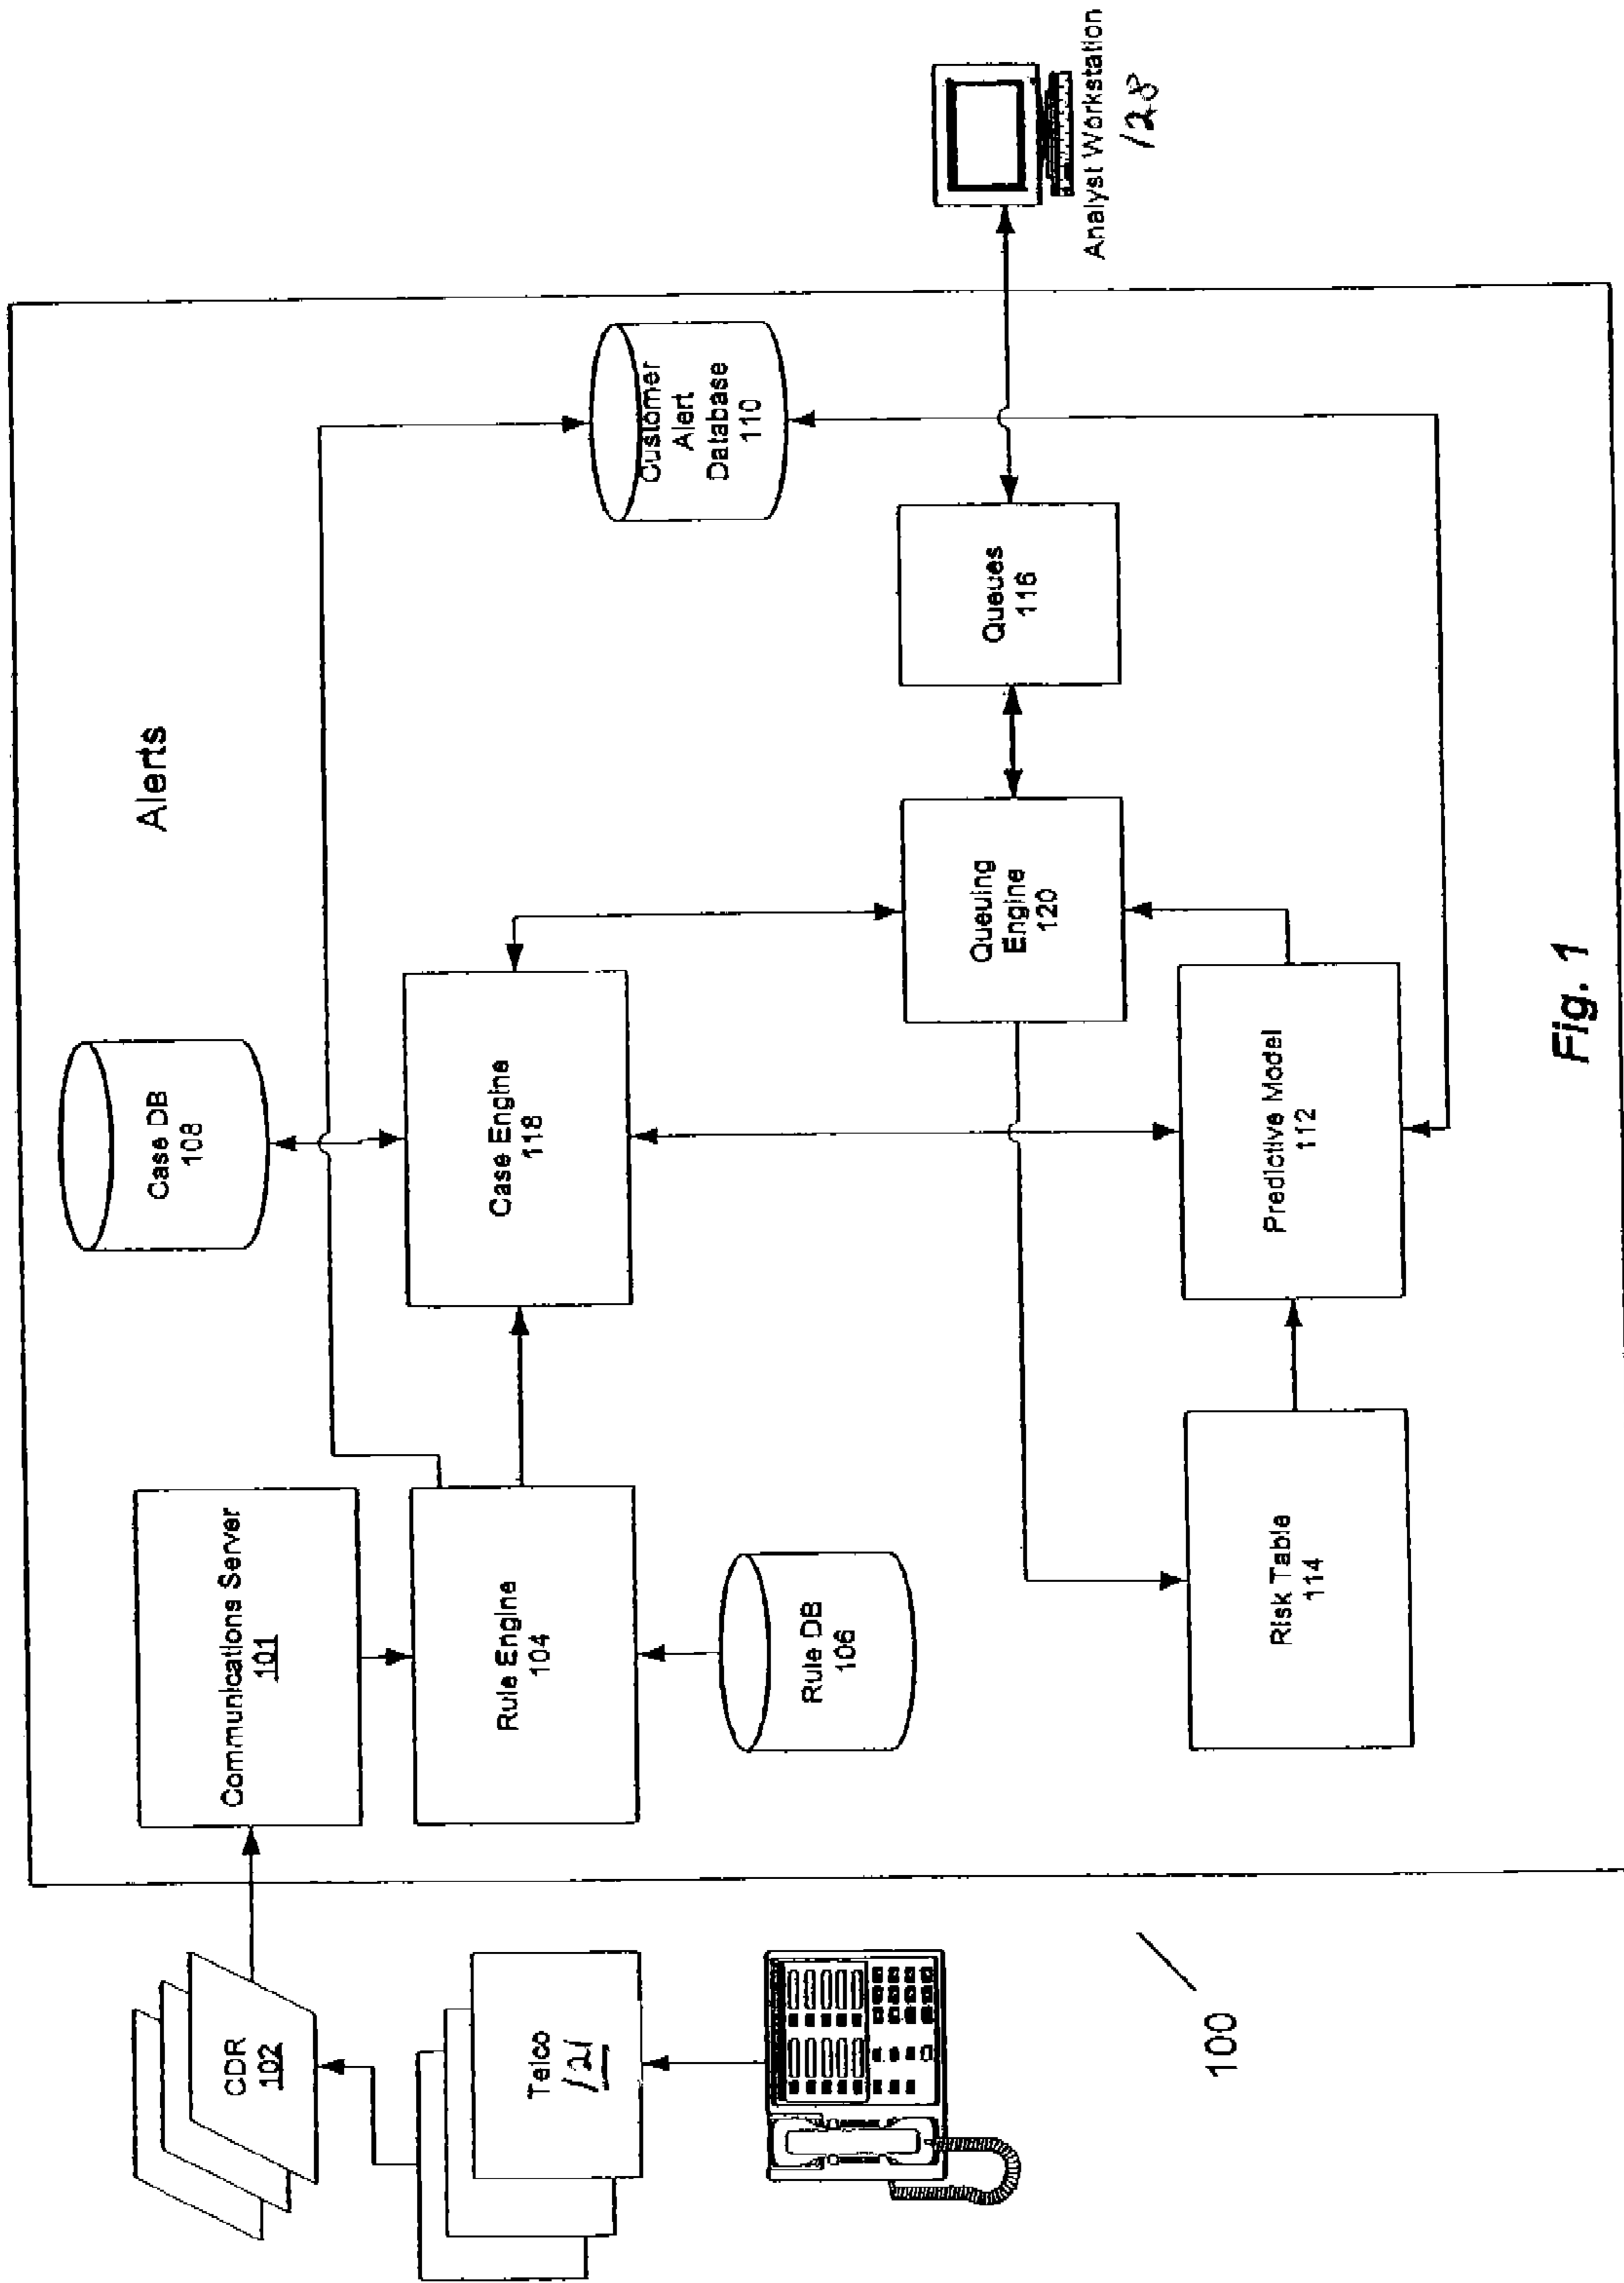 Alerts
CDR
102
Telco
121
100
Communications Server
101
Rule Engine
104
Rule DB
106
Case DB
108
Case Engine
118
Customer
Alert
Database
110
Queuing
Engine
120
Queues
116
Risk Table
114
Predictive Model
112
Analyst Workstation
128
Fig. 1